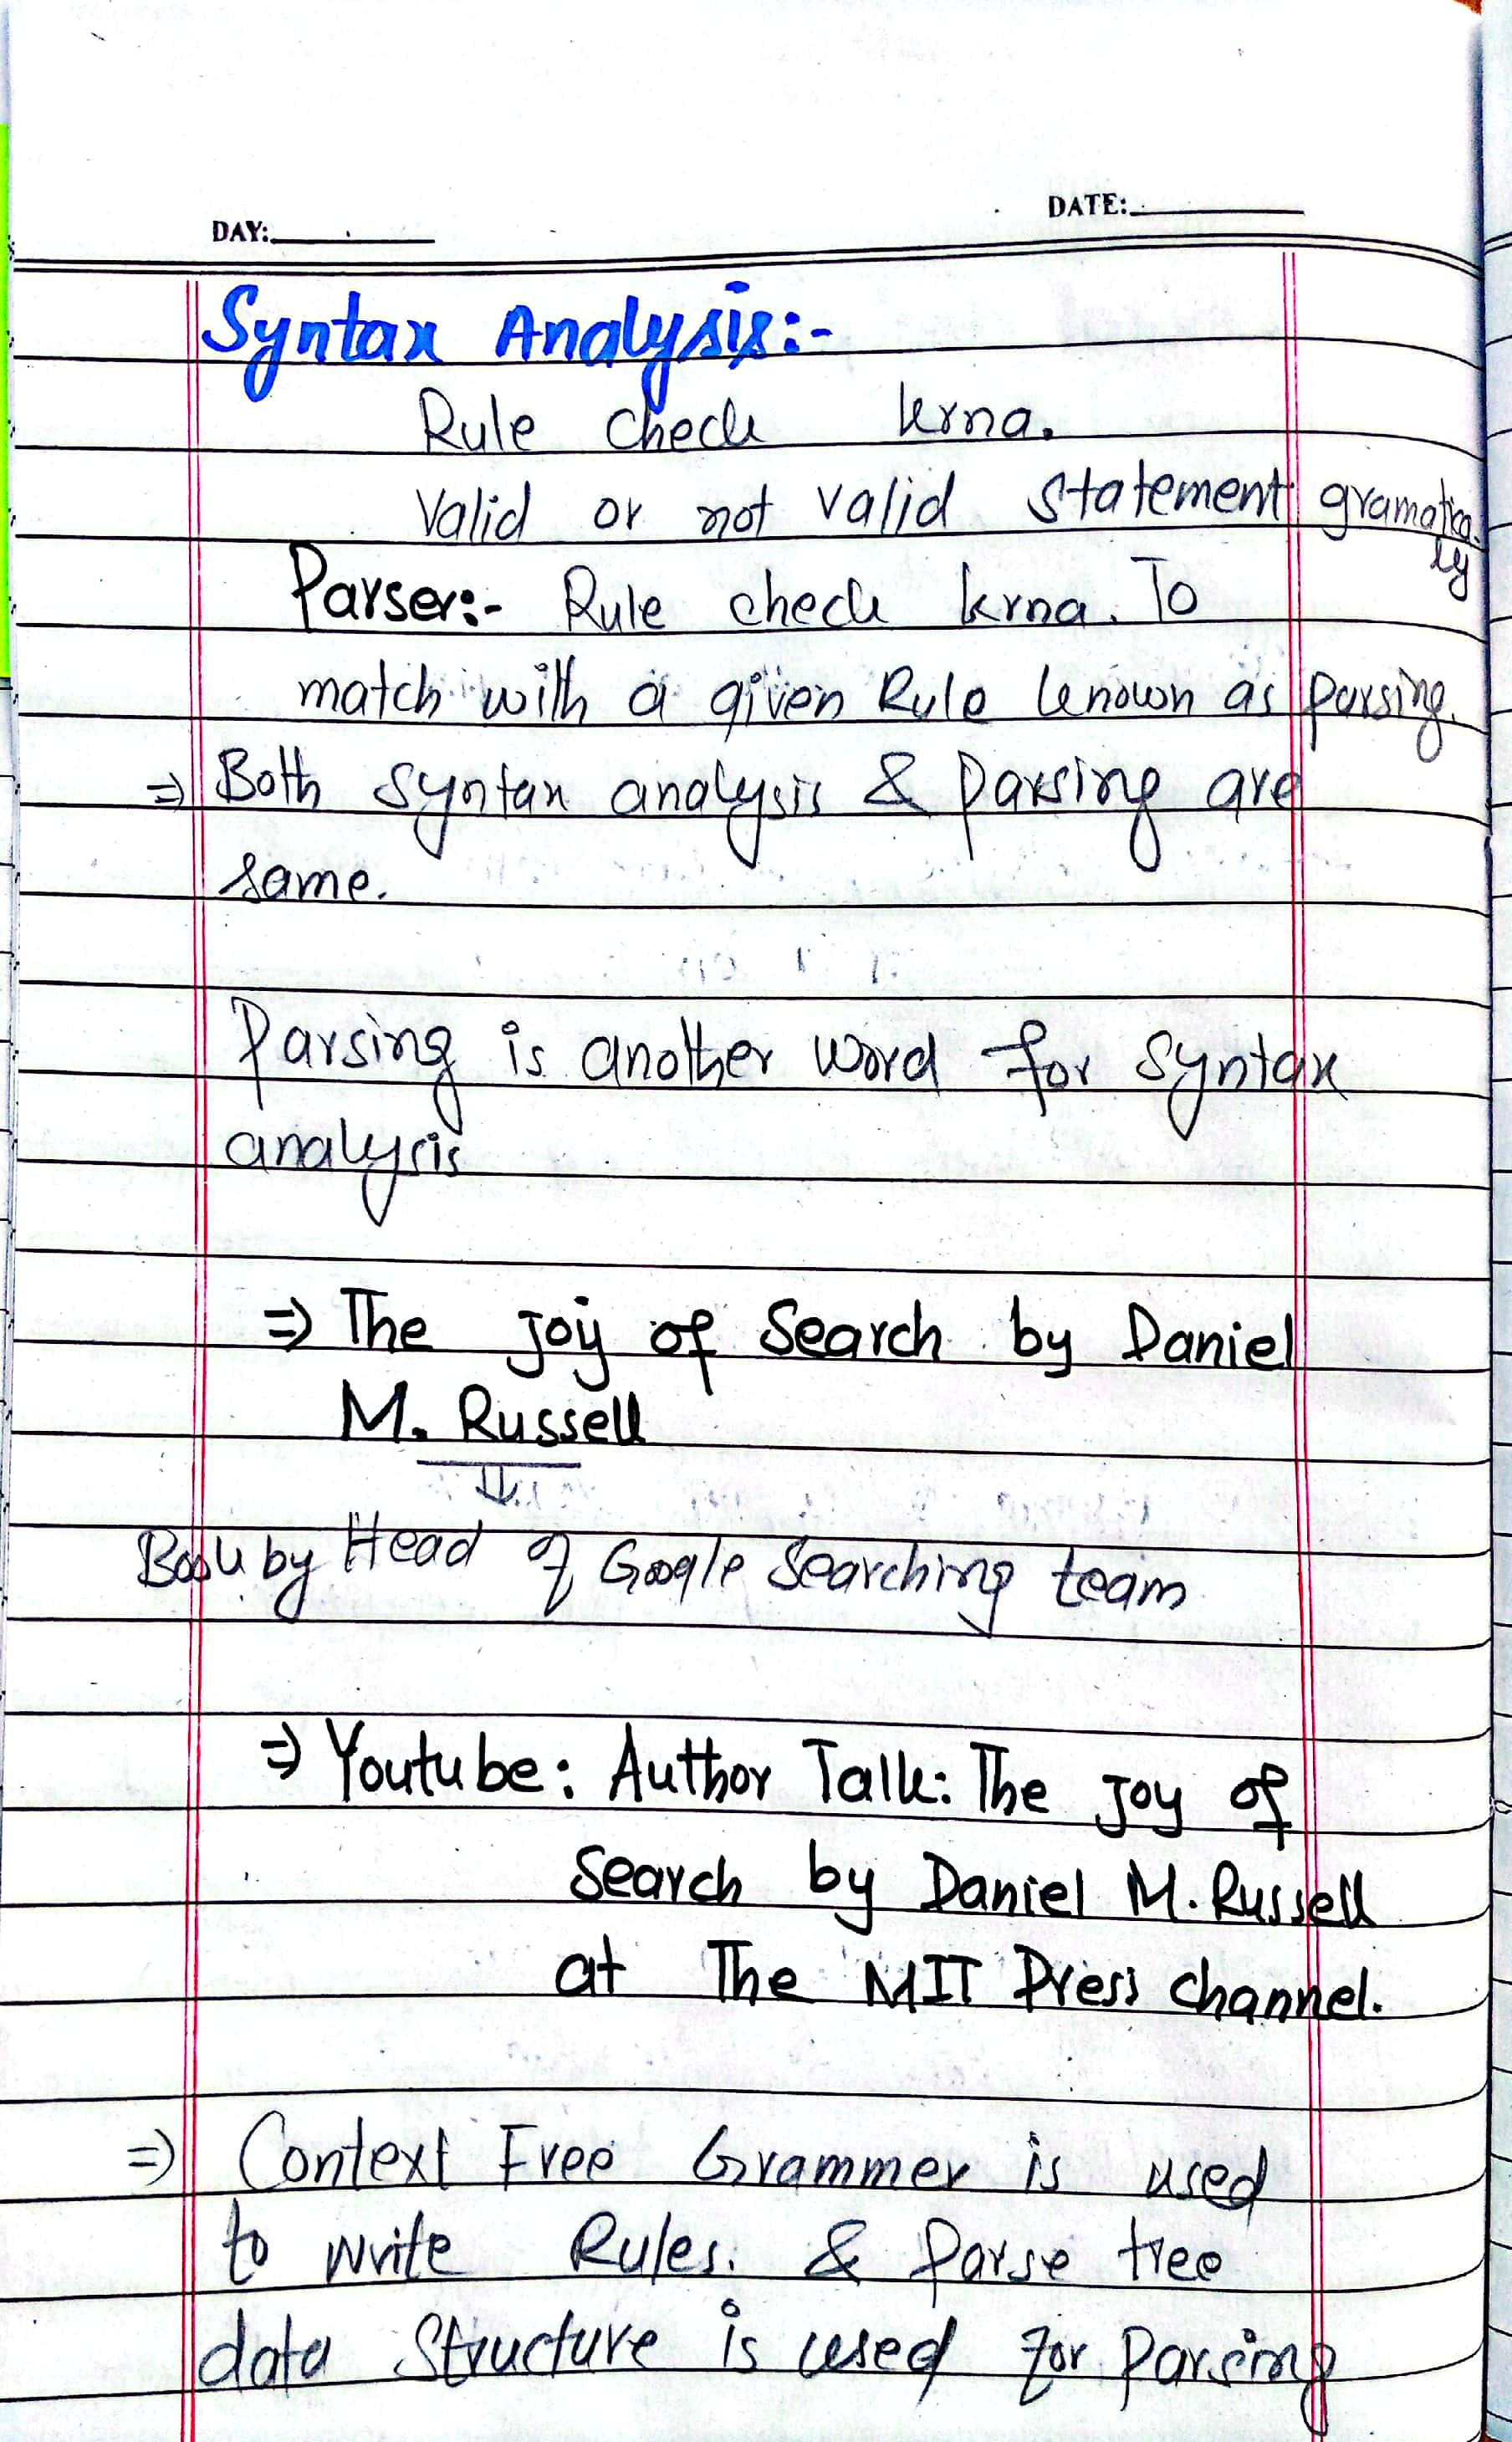 DAY:
DATE:
Syntax Analysis:-
Rule check krna.
Valid or not valid statement gramatica-
ly
Parser:- Rule check krna. To
match with a given Rule known as parsing.
⇒ Both syntax analysis & Parsing are
same.
Parsing is another word for syntax
analysis
⇒ The Joy of Search by Daniel
M. Russell
⇓
Book by Head of Google Searching team
⇒ Youtube: Author Talk: The Joy of
Search by Daniel M. Russell
at The MIT Press channel.
⇒ Context Free Grammer is used
to write Rules. & Parse tree
data Structure is used for Parsing